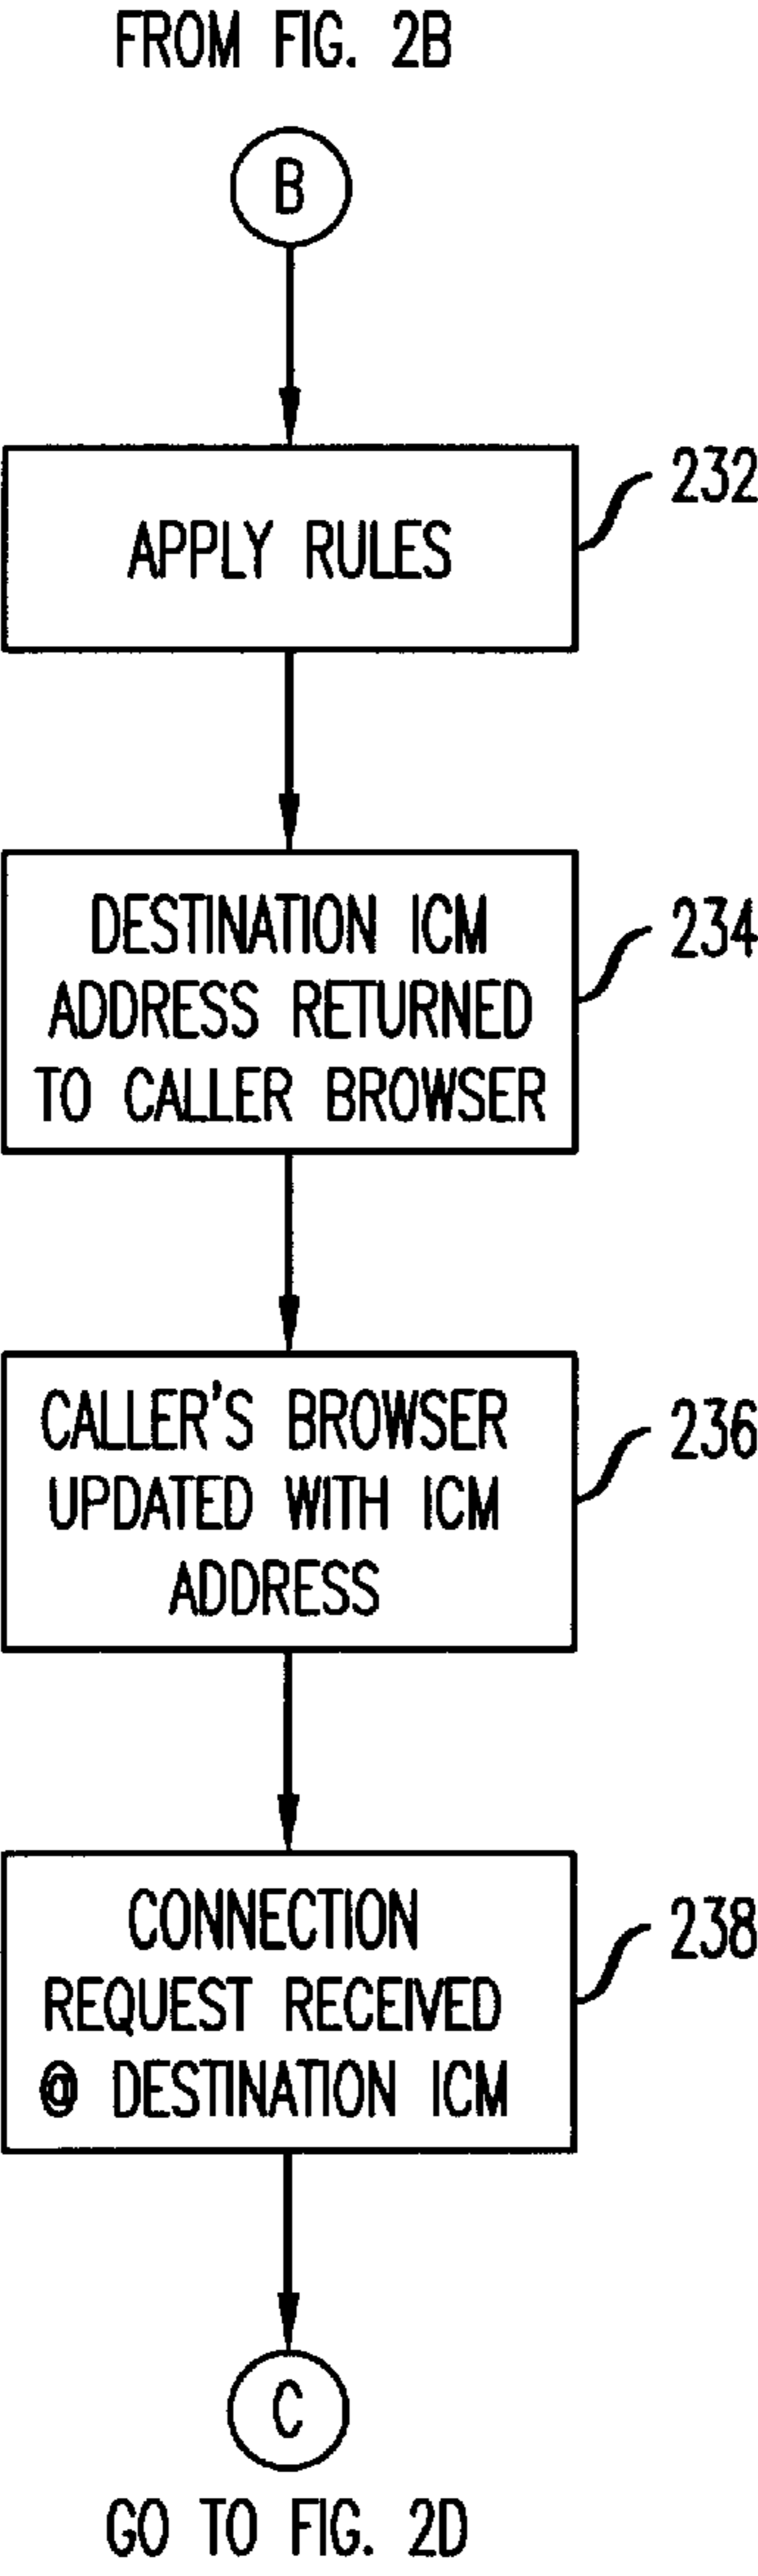 FROM FIG. 2B
B
APPLY RULES
232
DESTINATION ICM
ADDRESS RETURNED
TO CALLER BROWSER
234
CALLER'S BROWSER
UPDATED WITH ICM
ADDRESS
236
CONNECTION
REQUEST RECEIVED
@ DESTINATION ICM
238
C
GO TO FIG. 2D